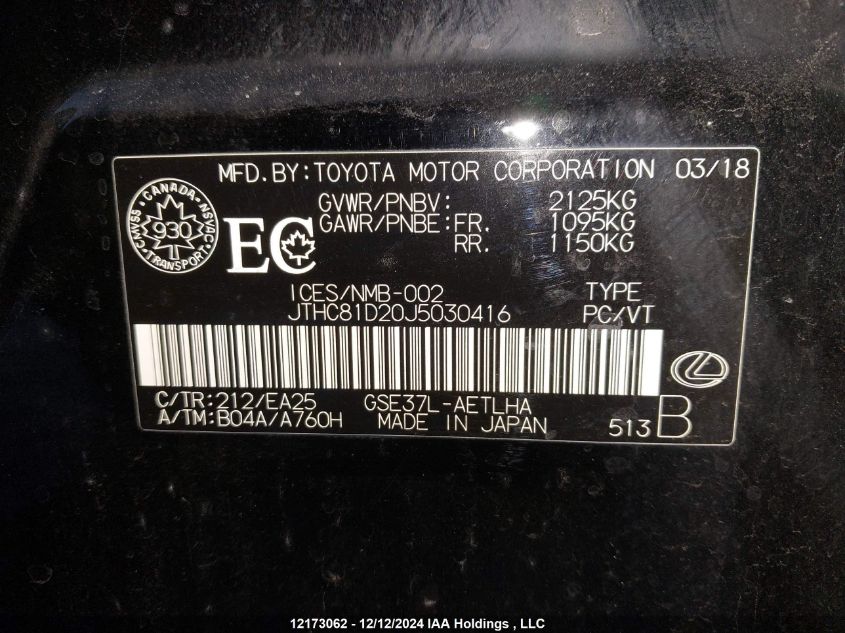 MFD.BY:TOYOTA MOTOR CORPORATION 03/18
CANADA
CMVSS 930 NSVAC
TRANSPORT
EC
GVWR/PNBV: 2125KG
GAWR/PNBE:FR. 1095KG
RR. 1150KG
ICES/NMB-002 TYPE
JTHC81D20J5030416 PC/VT
C/TR:212/EA25 GSE37L-AETLHA
A/TM:B04A/A760H MADE IN JAPAN 513 B
12173062 - 12/12/2024 IAA Holdings , LLC